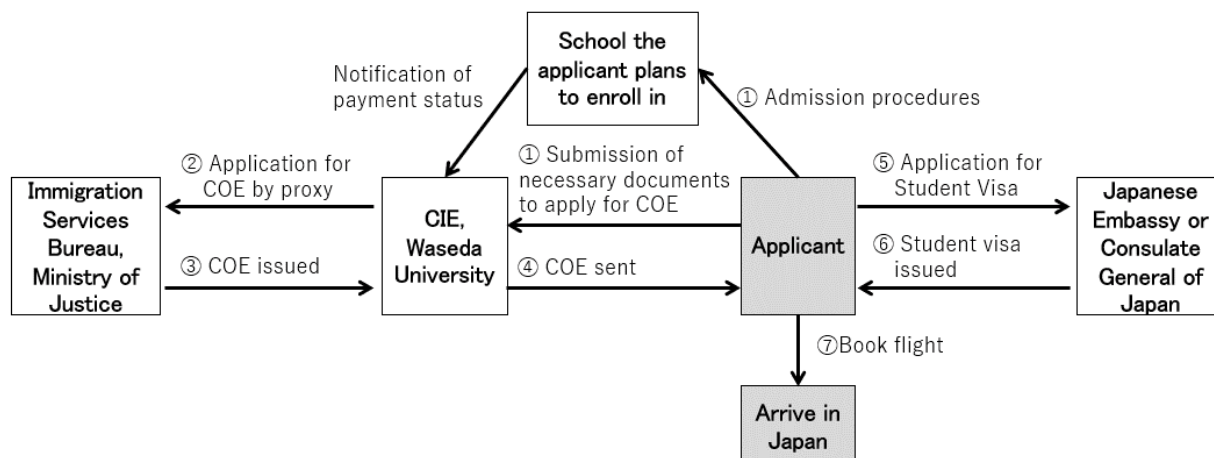 School the
applicant plans
to enroll in
Notification of
payment status
① Admission procedures
② Application for
COE by proxy
① Submission of
necessary documents
to apply for COE
⑤ Application for
Student Visa
Immigration
Services
Bureau,
Ministry of
Justice
CIE,
Waseda
University
Applicant
Japanese
Embassy or
Consulate
General of
Japan
③ COE issued
④ COE sent
⑥ Student visa
issued
⑦Book flight
Arrive in
Japan